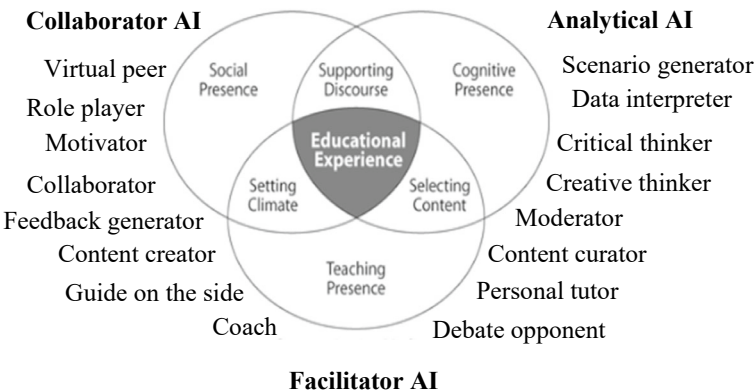 Collaborator AI
Analytical AI
Virtual peer
Role player
Motivator
Collaborator
Feedback generator
Content creator
Guide on the side
Coach
Social
Presence
Supporting
Discourse
Cognitive
Presence
Educational
Experience
Setting
Climate
Selecting
Content
Teaching
Presence
Scenario generator
Data interpreter
Critical thinker
Creative thinker
Moderator
Content curator
Personal tutor
Debate opponent
Facilitator AI